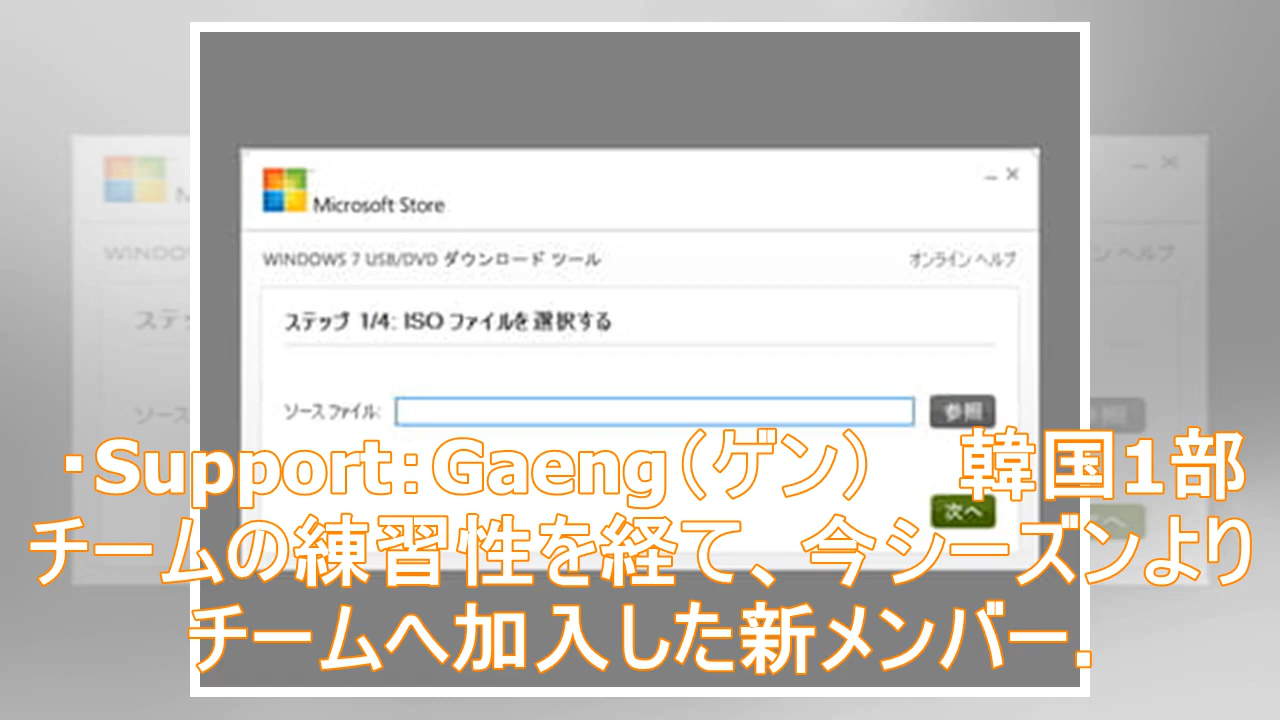 Microsoft Store
WINDOWS 7 USB/DVD ダウンロード ツール
オンライン ヘルプ
ステップ 1/4: ISO ファイルを選択する
ソース ファイル:
参照
次へ
・Support：Gaeng（ゲン）　韓国1部
チームの練習性を経て、今シーズンより
チームへ加入した新メンバー.